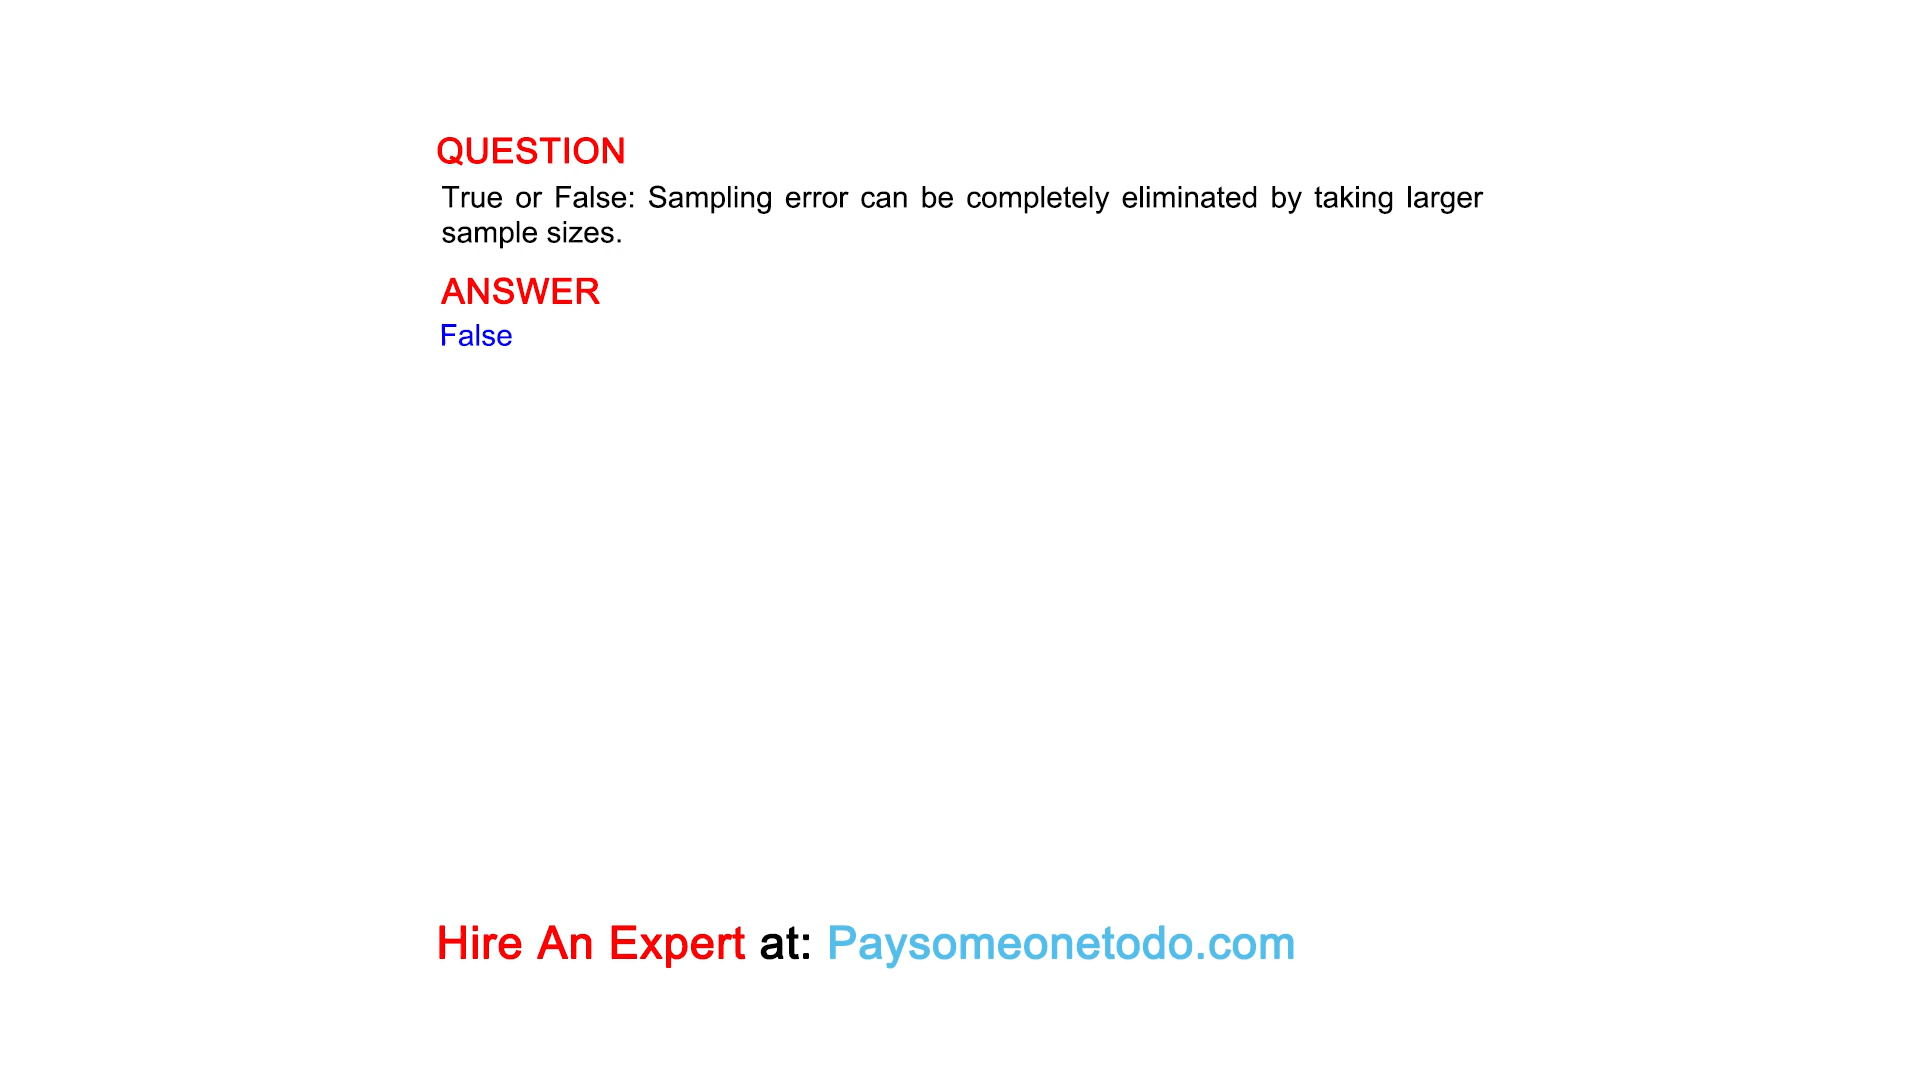 QUESTION
True or False: Sampling error can be completely eliminated by taking larger
sample sizes.
ANSWER
False
Hire An Expert at: Paysomeonetodo.com